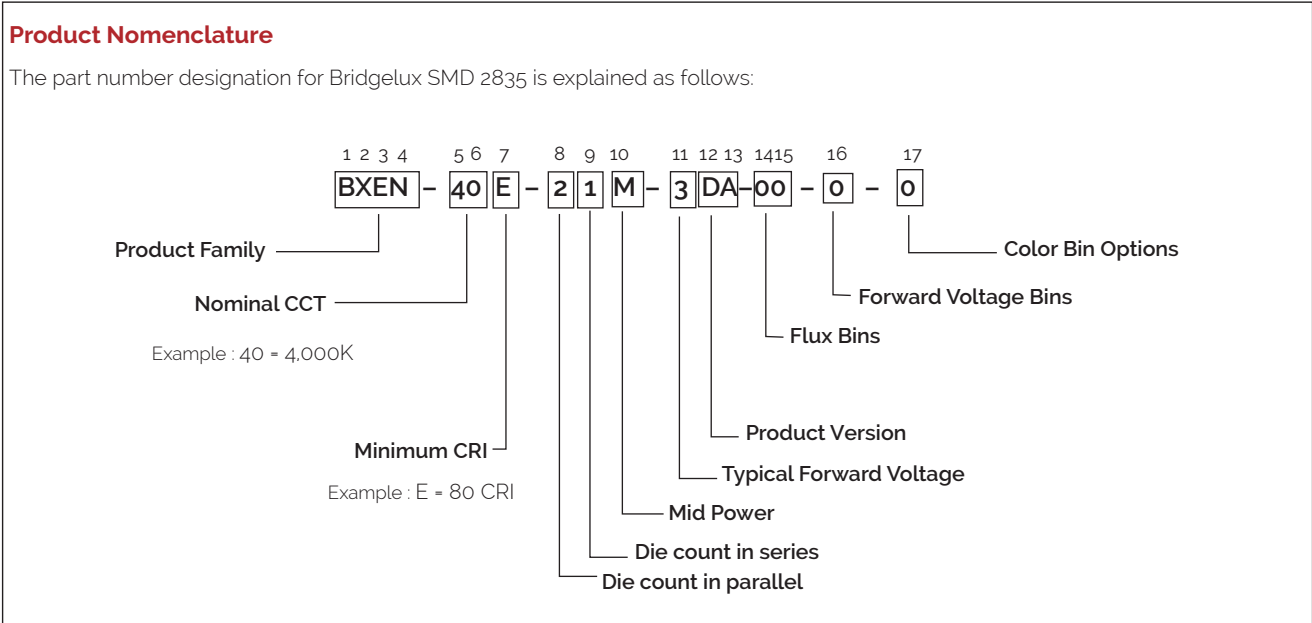 Product Nomenclature
The part number designation for Bridgelux SMD 2835 is explained as follows:
1 2 3 4 5 6 7 8 9 10 11 12 13 1415 16 17
BXEN – 40 E – 2 1 M – 3 DA–00 – 0 – 0
Product Family
Color Bin Options
Nominal CCT
Forward Voltage Bins
Example : 40 = 4,000K
Flux Bins
Minimum CRI
Product Version
Example : E = 80 CRI
Typical Forward Voltage
Mid Power
Die count in series
Die count in parallel